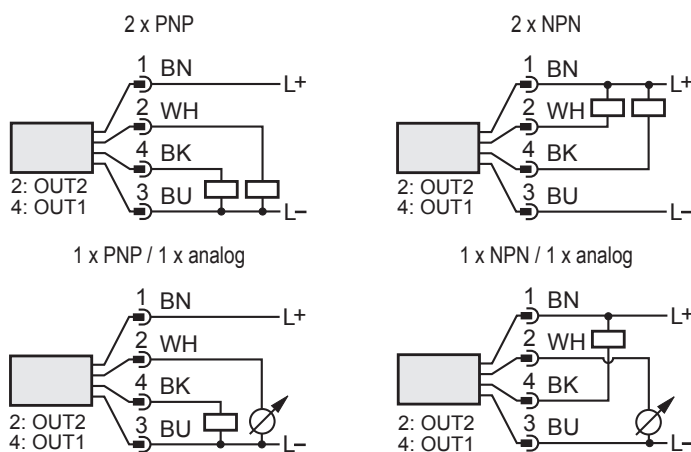 2 x PNP
1 BN
L+
2 WH
4 BK
3 BU
L–
2: OUT2
4: OUT1
2 x NPN
1 BN
L+
2 WH
4 BK
3 BU
L–
2: OUT2
4: OUT1
1 x PNP / 1 x analog
1 BN
L+
2 WH
4 BK
3 BU
L–
2: OUT2
4: OUT1
1 x NPN / 1 x analog
1 BN
L+
2 WH
4 BK
3 BU
L–
2: OUT2
4: OUT1